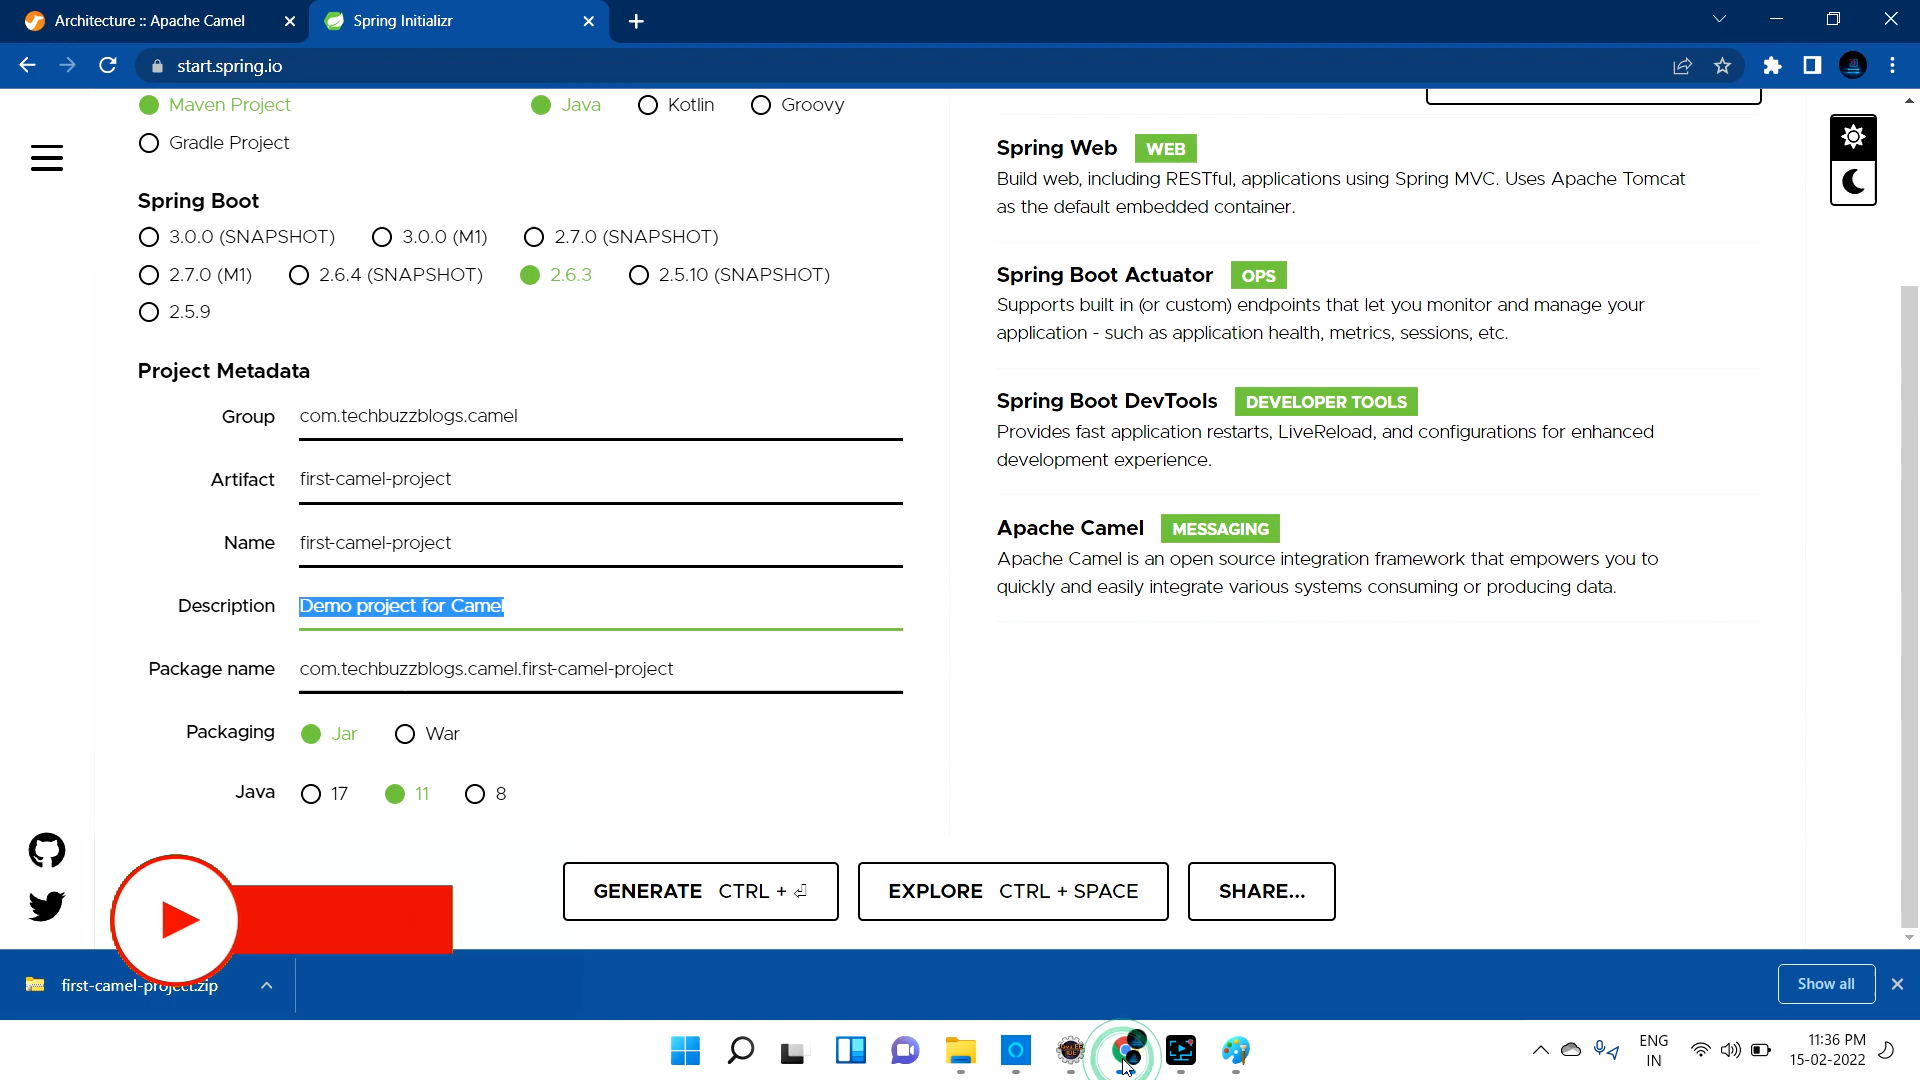 Architecture :: Apache Camel
Spring Initializr
start.spring.io
Maven Project
Java
Kotlin
Groovy
Gradle Project
Spring Boot
3.0.0 (SNAPSHOT)
3.0.0 (M1)
2.7.0 (SNAPSHOT)
2.7.0 (M1)
2.6.4 (SNAPSHOT)
2.6.3
2.5.10 (SNAPSHOT)
2.5.9
Project Metadata
Group
com.techbuzzblogs.camel
Artifact
first-camel-project
Name
first-camel-project
Description
Demo project for Camel
Package name
com.techbuzzblogs.camel.first-camel-project
Packaging
Jar
War
Java
17
11
8
Spring Web
WEB
Build web, including RESTful, applications using Spring MVC. Uses Apache Tomcat
as the default embedded container.
Spring Boot Actuator
OPS
Supports built in (or custom) endpoints that let you monitor and manage your
application - such as application health, metrics, sessions, etc.
Spring Boot DevTools
DEVELOPER TOOLS
Provides fast application restarts, LiveReload, and configurations for enhanced
development experience.
Apache Camel
MESSAGING
Apache Camel is an open source integration framework that empowers you to
quickly and easily integrate various systems consuming or producing data.
GENERATE CTRL + ⏎
EXPLORE CTRL + SPACE
SHARE...
first-camel-project.zip
Show all
ENG
IN
11:36 PM
15-02-2022